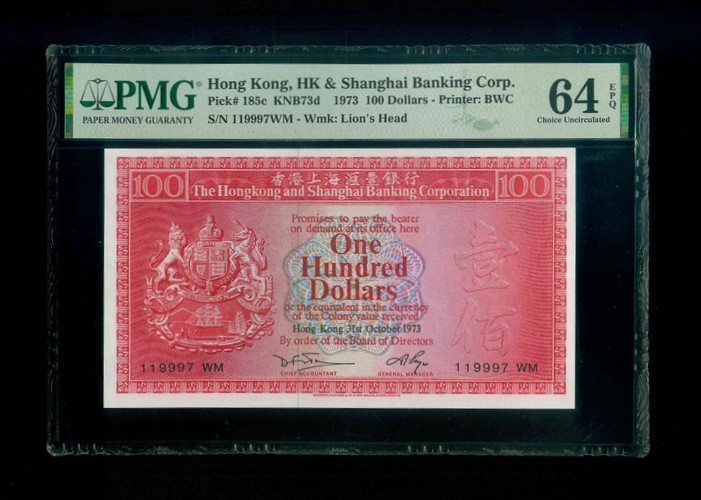 PMG
PAPER MONEY GUARANTY
Hong Kong, HK & Shanghai Banking Corp.
Pick# 185c KNB73d 1973 100 Dollars - Printer: BWC
S/N 119997WM - Wmk: Lion's Head
64 EPQ
Choice Uncirculated
香港上海滙豐銀行
100 The Hongkong and Shanghai Banking Corporation 100
Promises to pay the bearer
on demand at its office here
One
Hundred
Dollars
or the equivalent in the currency
of the Colony value received
Hong Kong 31st October 1973
By order of the Board of Directors
壹
佰
119997 WM
CHIEF ACCOUNTANT
GENERAL MANAGER
119997 WM